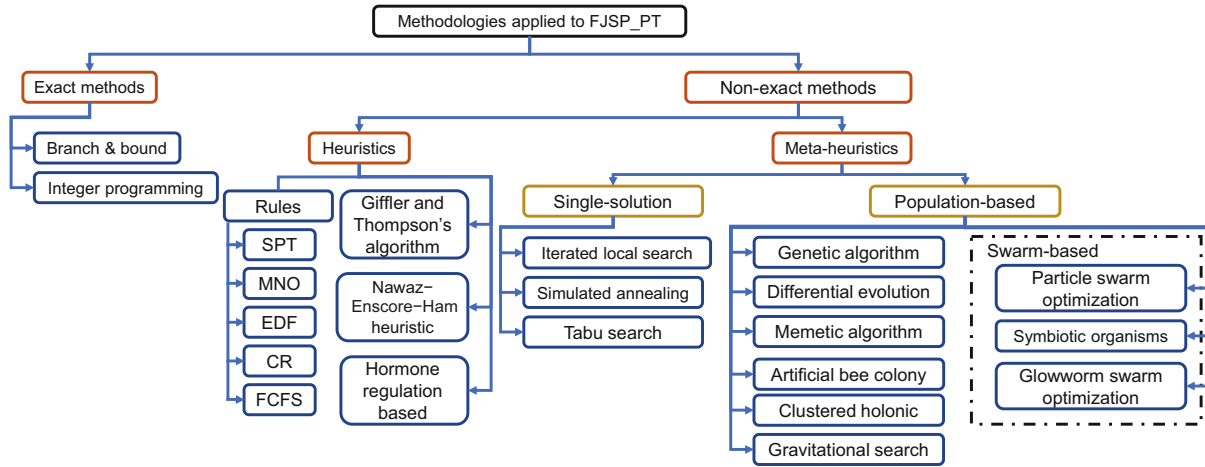 Methodologies applied to FJSP_PT
Exact methods
Non-exact methods
Branch & bound
Integer programming
Heuristics
Meta-heuristics
Rules
SPT
MNO
EDF
CR
FCFS
Giffler and
Thompson's
algorithm
Nawaz–
Enscore–Ham
heuristic
Hormone
regulation
based
Single-solution
Iterated local search
Simulated annealing
Tabu search
Population-based
Genetic algorithm
Differential evolution
Memetic algorithm
Artificial bee colony
Clustered holonic
Gravitational search
Swarm-based
Particle swarm
optimization
Symbiotic organisms
Glowworm swarm
optimization